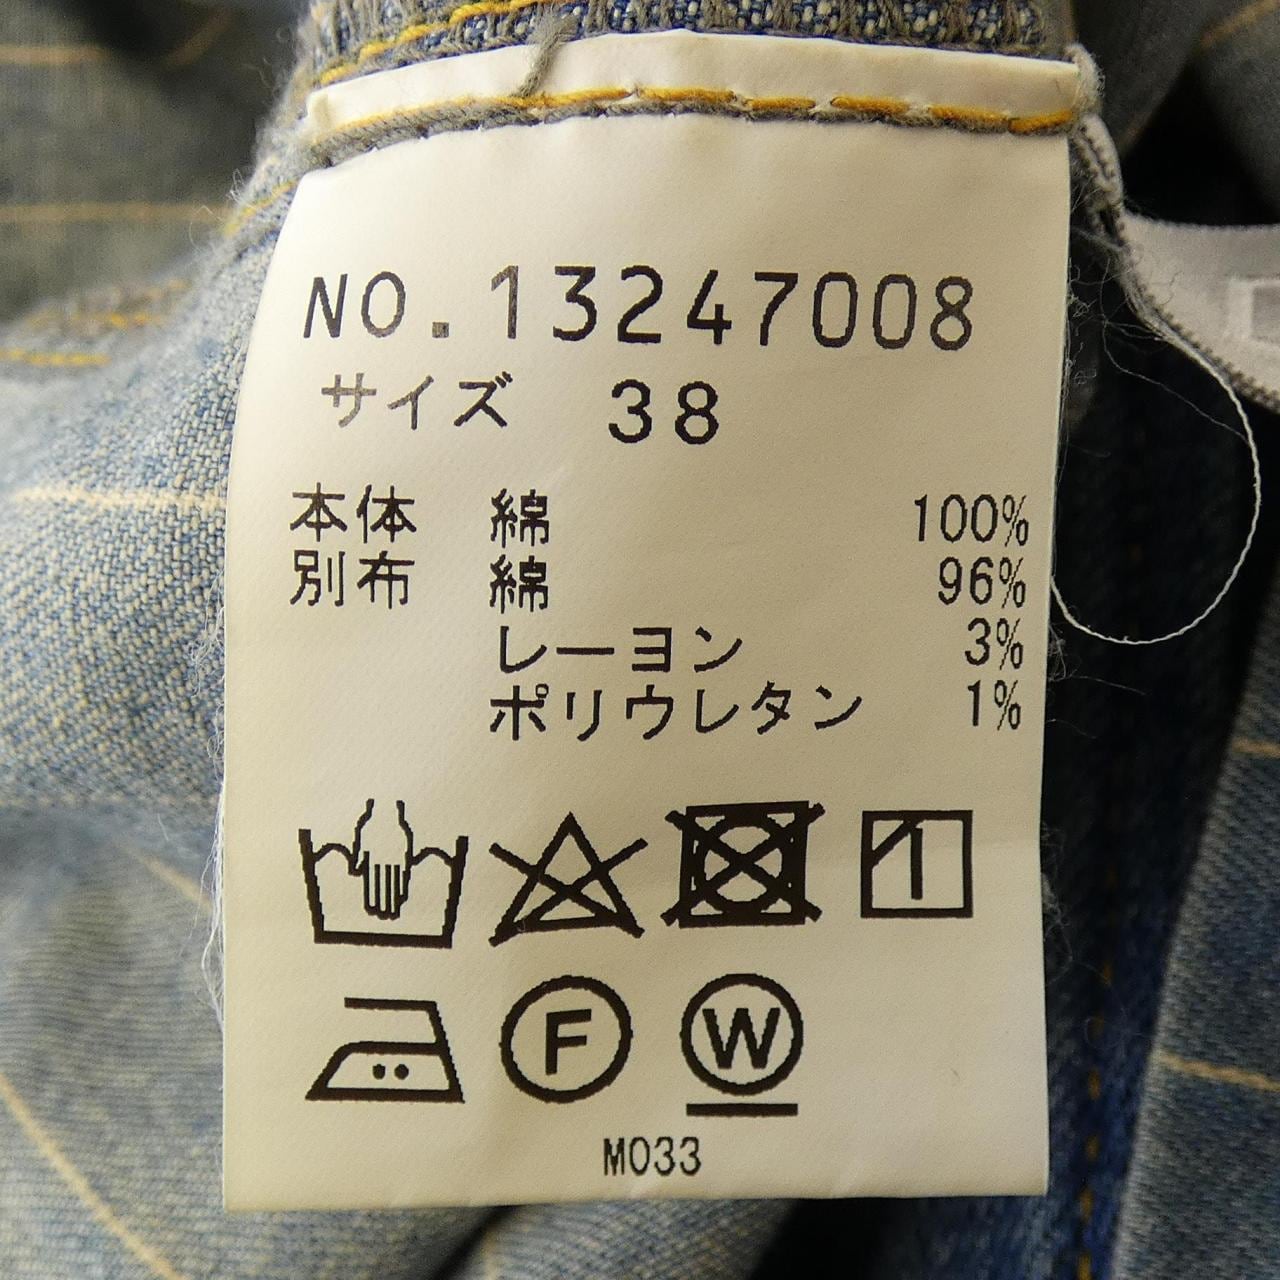 NO.13247008
サイズ 38
本体 綿 100%
別布 綿 96%
レーヨン 3%
ポリウレタン 1%
F W
M033